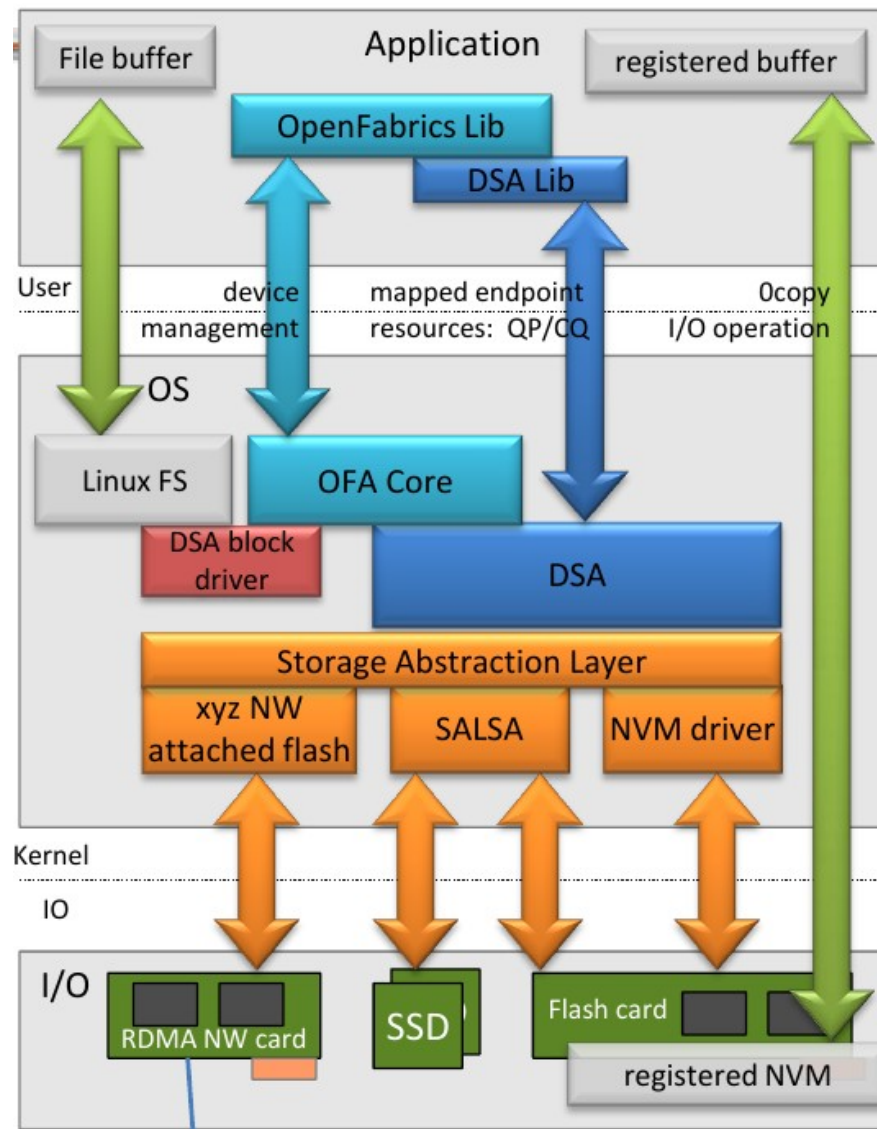 Application
File buffer
registered buffer
OpenFabrics Lib
DSA Lib
User
device
management
mapped endpoint
resources: QP/CQ
0copy
I/O operation
OS
Linux FS
OFA Core
DSA block
driver
DSA
Storage Abstraction Layer
xyz NW
attached flash
SALSA
NVM driver
Kernel
IO
I/O
RDMA NW card
SSD
Flash card
registered NVM